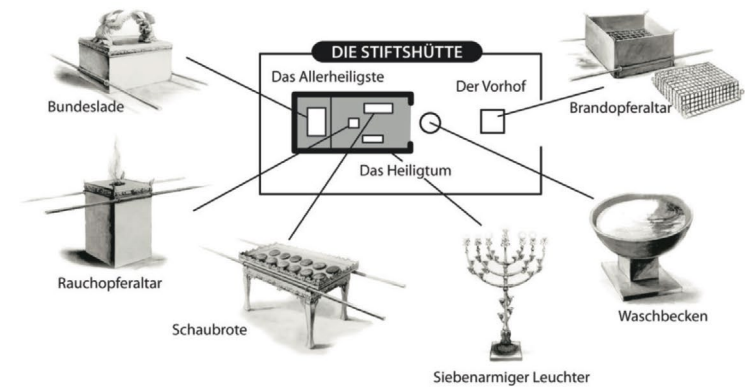 DIE STIFTSHÜTTE
Das Allerheiligste
Der Vorhof
Bundeslade
Brandopferaltar
Das Heiligtum
Rauchopferaltar
Waschbecken
Schaubrote
Siebenarmiger Leuchter